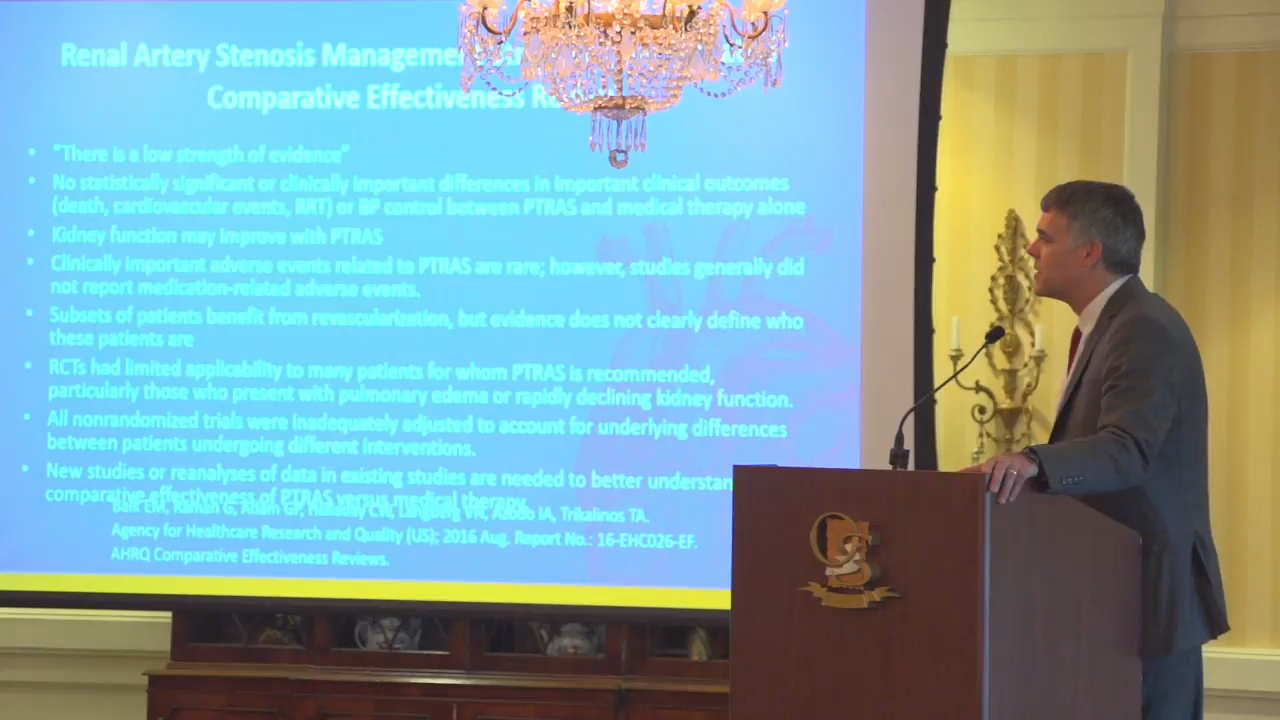 Renal Artery Stenosis Management
Comparative Effectiveness
• "There is a low strength of evidence"
• No statistically significant or clinically important differences in important clinical outcomes
(death, cardiovascular events, RRT) or BP control between PTRAS and medical therapy alone
• Kidney function may improve with PTRAS
• Clinically important adverse events related to PTRAS are rare; however, studies generally did
not report medication-related adverse events.
• Subsets of patients benefit from revascularization, but evidence does not clearly define who
these patients are
• RCTs had limited applicability to many patients for whom PTRAS is recommended,
particularly those who present with pulmonary edema or rapidly declining kidney function.
• All nonrandomized trials were inadequately adjusted to account for underlying differences
between patients undergoing different interventions.
• New studies or reanalyses of data in existing studies are needed to better understand
comparative effectiveness of PTRAS versus medical therapy.
Trikalinos TA.
Agency for Healthcare Research and Quality (US); 2016 Aug. Report No.: 16-EHC026-EF.
AHRQ Comparative Effectiveness Reviews.